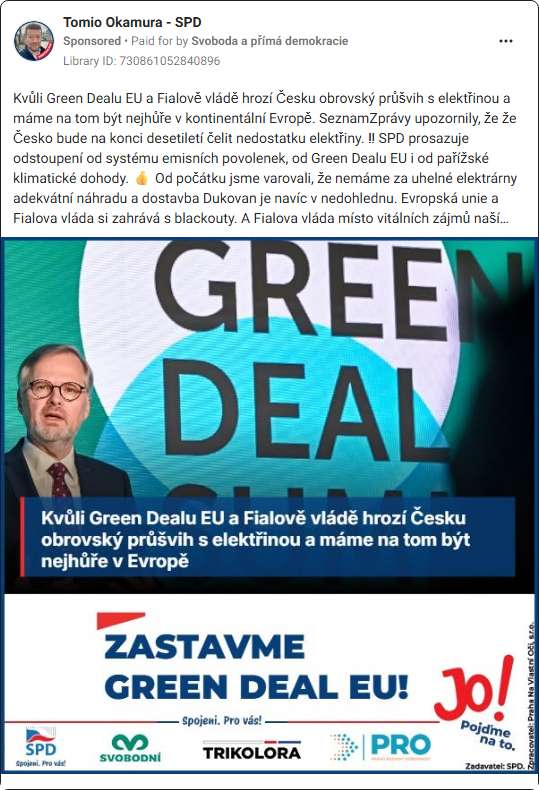 Tomio Okamura - SPD
Sponsored • Paid for by Svoboda a přímá demokracie
Library ID: 730861052840896
Kvůli Green Dealu EU a Fialově vládě hrozí Česku obrovský průšvih s elektřinou a
máme na tom být nejhůře v kontinentální Evropě. SeznamZprávy upozornily, že že
Česko bude na konci desetiletí čelit nedostatku elektřiny. ‼ SPD prosazuje
odstoupení od systému emisních povolenek, od Green Dealu EU i od pařížské
klimatické dohody. 👍 Od počátku jsme varovali, že nemáme za uhelné elektrárny
adekvátní náhradu a dostavba Dukovan je navíc v nedohlednu. Evropská unie a
Fialova vláda si zahrává s blackouty. A Fialova vláda místo vitálních zájmů naší...
GREEN
DEAL
Kvůli Green Dealu EU a Fialově vládě hrozí Česku
obrovský průšvih s elektřinou a máme na tom být
nejhůře v Evropě
ZASTAVME
GREEN DEAL EU!
Spojeni. Pro vás!
Jo!
Pojďme
na to.
SPD
Spojeni. Pro vás!
SVOBODNÍ
TRIKOLORA
PRO
Zadavatel: SPD.
Zpracovatel: Praha Na Vlastní Oči, s.r.o.